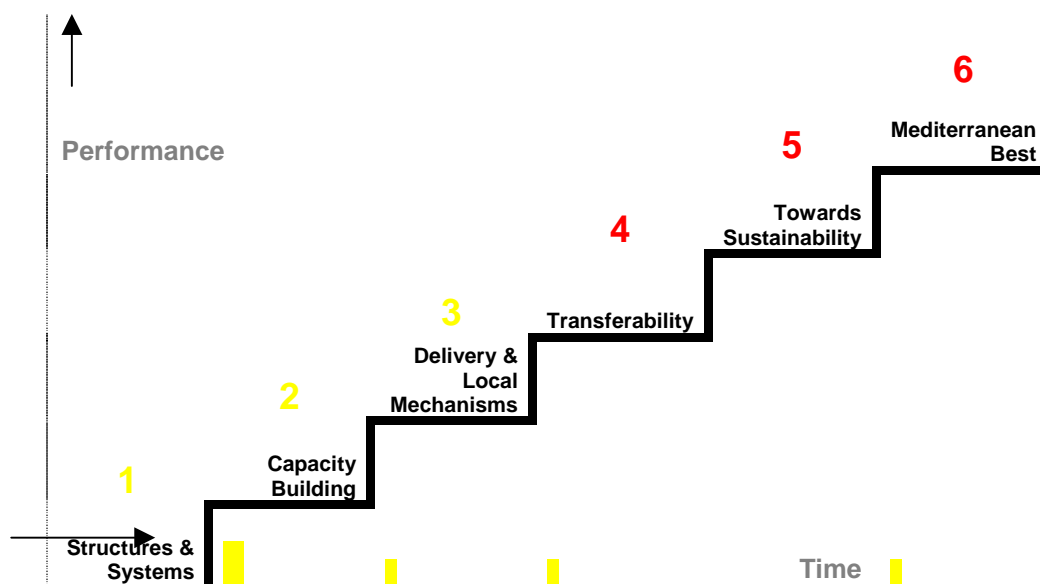 6
Mediterranean
Best
5
Performance
Towards
Sustainability
4
3
Transferability
Delivery &
Local
Mechanisms
2
Capacity
Building
1
Structures &
Systems
Time